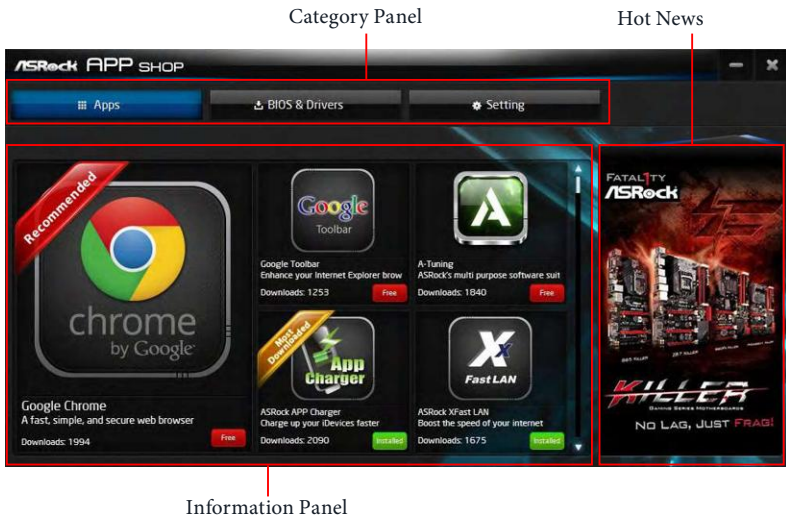 Category Panel
Hot News
ASRock APP SHOP
Apps
BIOS & Drivers
Setting
Recommended
chrome
by Google
Google Chrome
A fast, simple, and secure web browser
Downloads: 1994
Free
Google
Toolbar
Google Toolbar
Enhance your Internet Explorer brow
Downloads: 1253
Free
A
A-Tuning
ASRock's multi purpose software suit
Downloads: 1840
Free
Most
Downloaded
App
Charger
ASRock APP Charger
Charge up your iDevices faster
Downloads: 2090
Installed
X
Fast LAN
ASRock XFast LAN
Boost the speed of your internet
Downloads: 1675
Installed
FATAL1TY
ASRock
KILLER
GAMING SERIES MOTHERBOARDS
NO LAG, JUST FRAG!
Information Panel